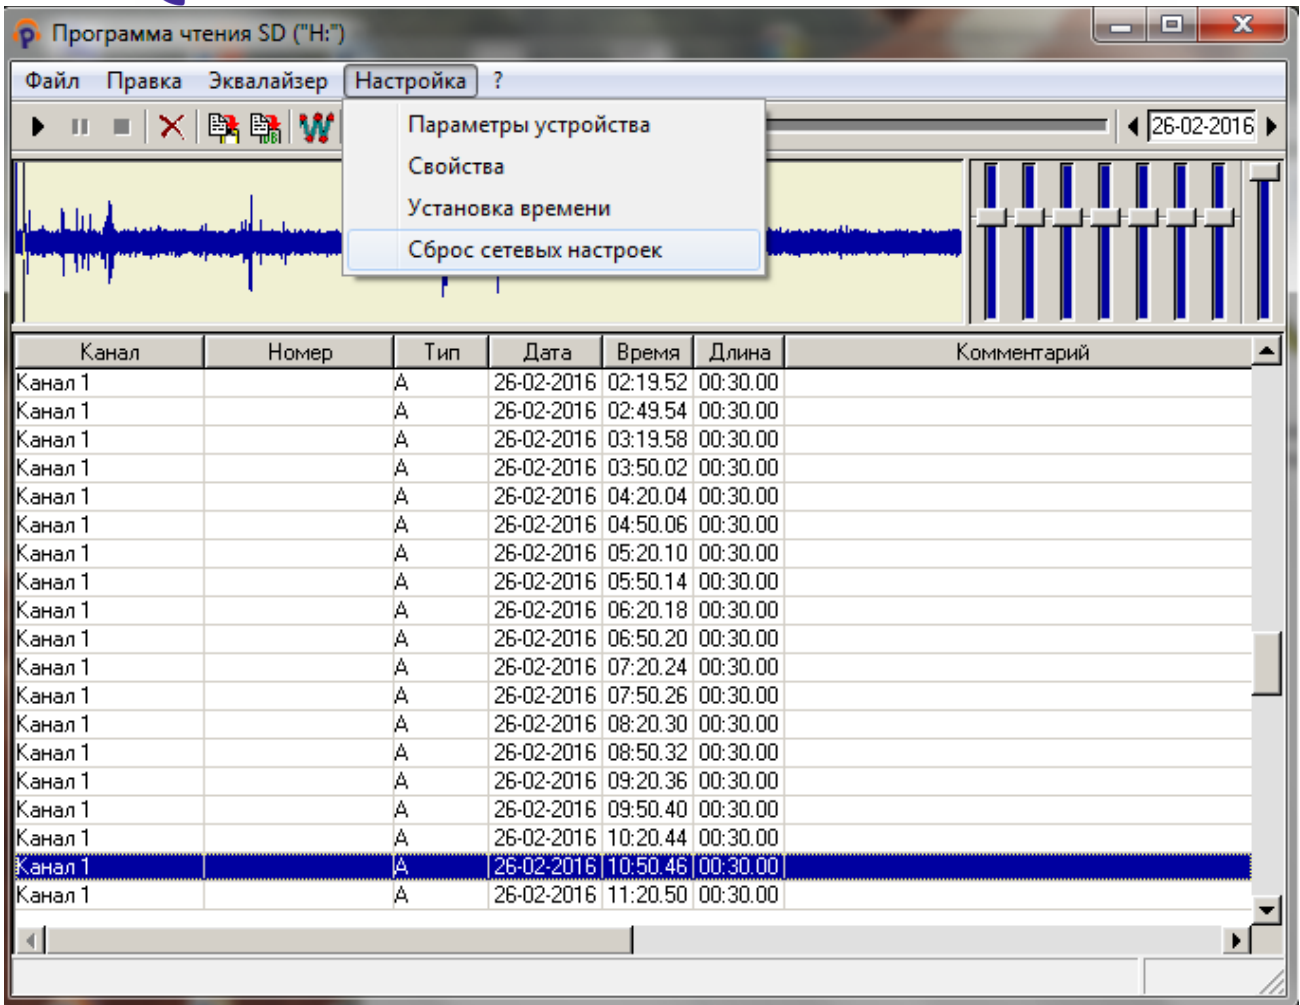 Программа чтения SD ("H:")
Файл Правка Эквалайзер Настройка ?
Параметры устройства
Свойства
Установка времени
Сброс сетевых настроек
26-02-2016
Канал Номер Тип Дата Время Длина Комментарий
Канал 1 A 26-02-2016 02:19.52 00:30.00
Канал 1 A 26-02-2016 02:49.54 00:30.00
Канал 1 A 26-02-2016 03:19.58 00:30.00
Канал 1 A 26-02-2016 03:50.02 00:30.00
Канал 1 A 26-02-2016 04:20.04 00:30.00
Канал 1 A 26-02-2016 04:50.06 00:30.00
Канал 1 A 26-02-2016 05:20.10 00:30.00
Канал 1 A 26-02-2016 05:50.14 00:30.00
Канал 1 A 26-02-2016 06:20.18 00:30.00
Канал 1 A 26-02-2016 06:50.20 00:30.00
Канал 1 A 26-02-2016 07:20.24 00:30.00
Канал 1 A 26-02-2016 07:50.26 00:30.00
Канал 1 A 26-02-2016 08:20.30 00:30.00
Канал 1 A 26-02-2016 08:50.32 00:30.00
Канал 1 A 26-02-2016 09:20.36 00:30.00
Канал 1 A 26-02-2016 09:50.40 00:30.00
Канал 1 A 26-02-2016 10:20.44 00:30.00
Канал 1 A 26-02-2016 10:50.46 00:30.00
Канал 1 A 26-02-2016 11:20.50 00:30.00